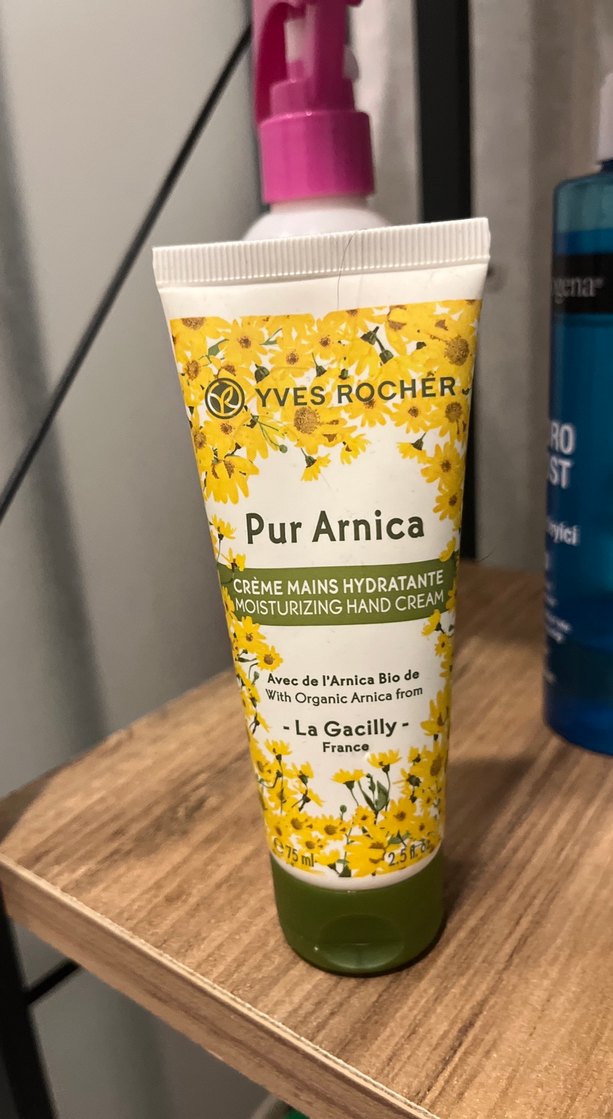 YVES ROCHER
Pur Arnica
CRÈME MAINS HYDRATANTE
MOISTURIZING HAND CREAM
Avec de l'Arnica Bio de
With Organic Arnica from
- La Gacilly -
France
℮ 75 ml 2.5 fl. oz